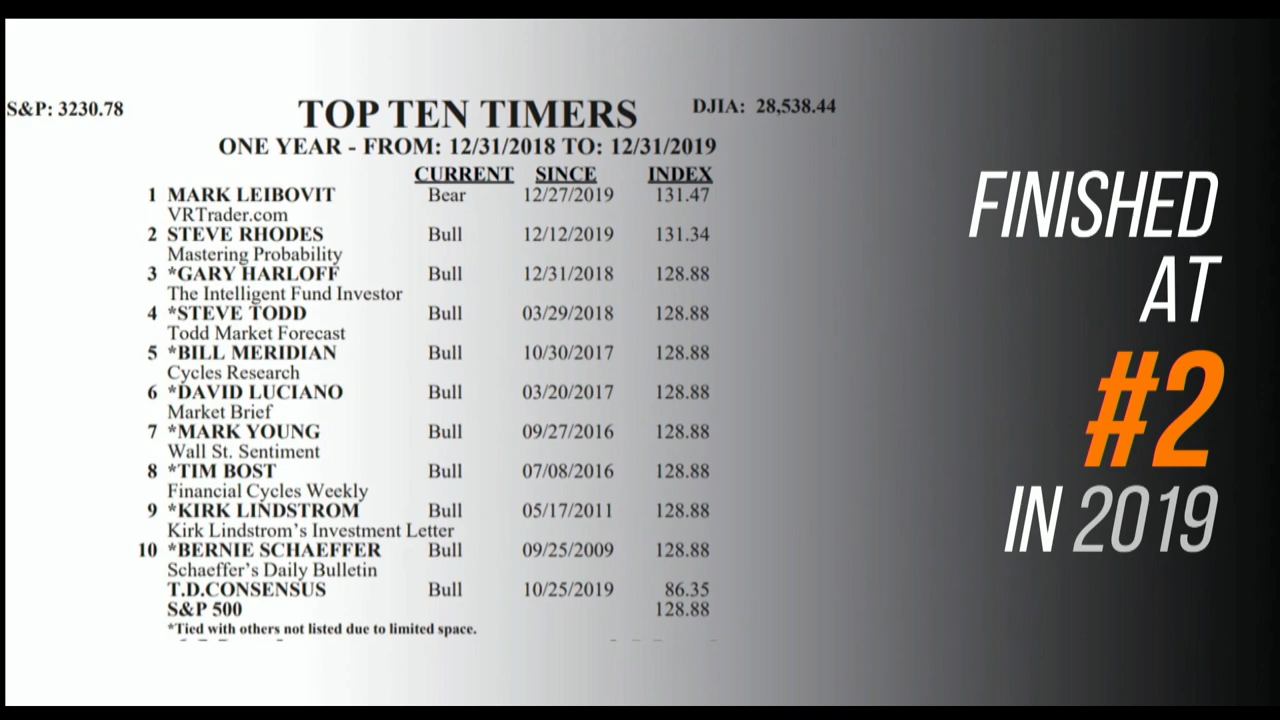 S&P: 3230.78 TOP TEN TIMERS DJIA: 28,538.44
ONE YEAR - FROM: 12/31/2018 TO: 12/31/2019
CURRENT SINCE INDEX
1 MARK LEIBOVIT Bear 12/27/2019 131.47
VRTrader.com
2 STEVE RHODES Bull 12/12/2019 131.34
Mastering Probability
3 *GARY HARLOFF Bull 12/31/2018 128.88
The Intelligent Fund Investor
4 *STEVE TODD Bull 03/29/2018 128.88
Todd Market Forecast
5 *BILL MERIDIAN Bull 10/30/2017 128.88
Cycles Research
6 *DAVID LUCIANO Bull 03/20/2017 128.88
Market Brief
7 *MARK YOUNG Bull 09/27/2016 128.88
Wall St. Sentiment
8 *TIM BOST Bull 07/08/2016 128.88
Financial Cycles Weekly
9 *KIRK LINDSTROM Bull 05/17/2011 128.88
Kirk Lindstrom's Investment Letter
10 *BERNIE SCHAEFFER Bull 09/25/2009 128.88
Schaeffer's Daily Bulletin
T.D.CONSENSUS Bull 10/25/2019 86.35
S&P 500 128.88
*Tied with others not listed due to limited space.
FINISHED
AT
#2
IN 2019